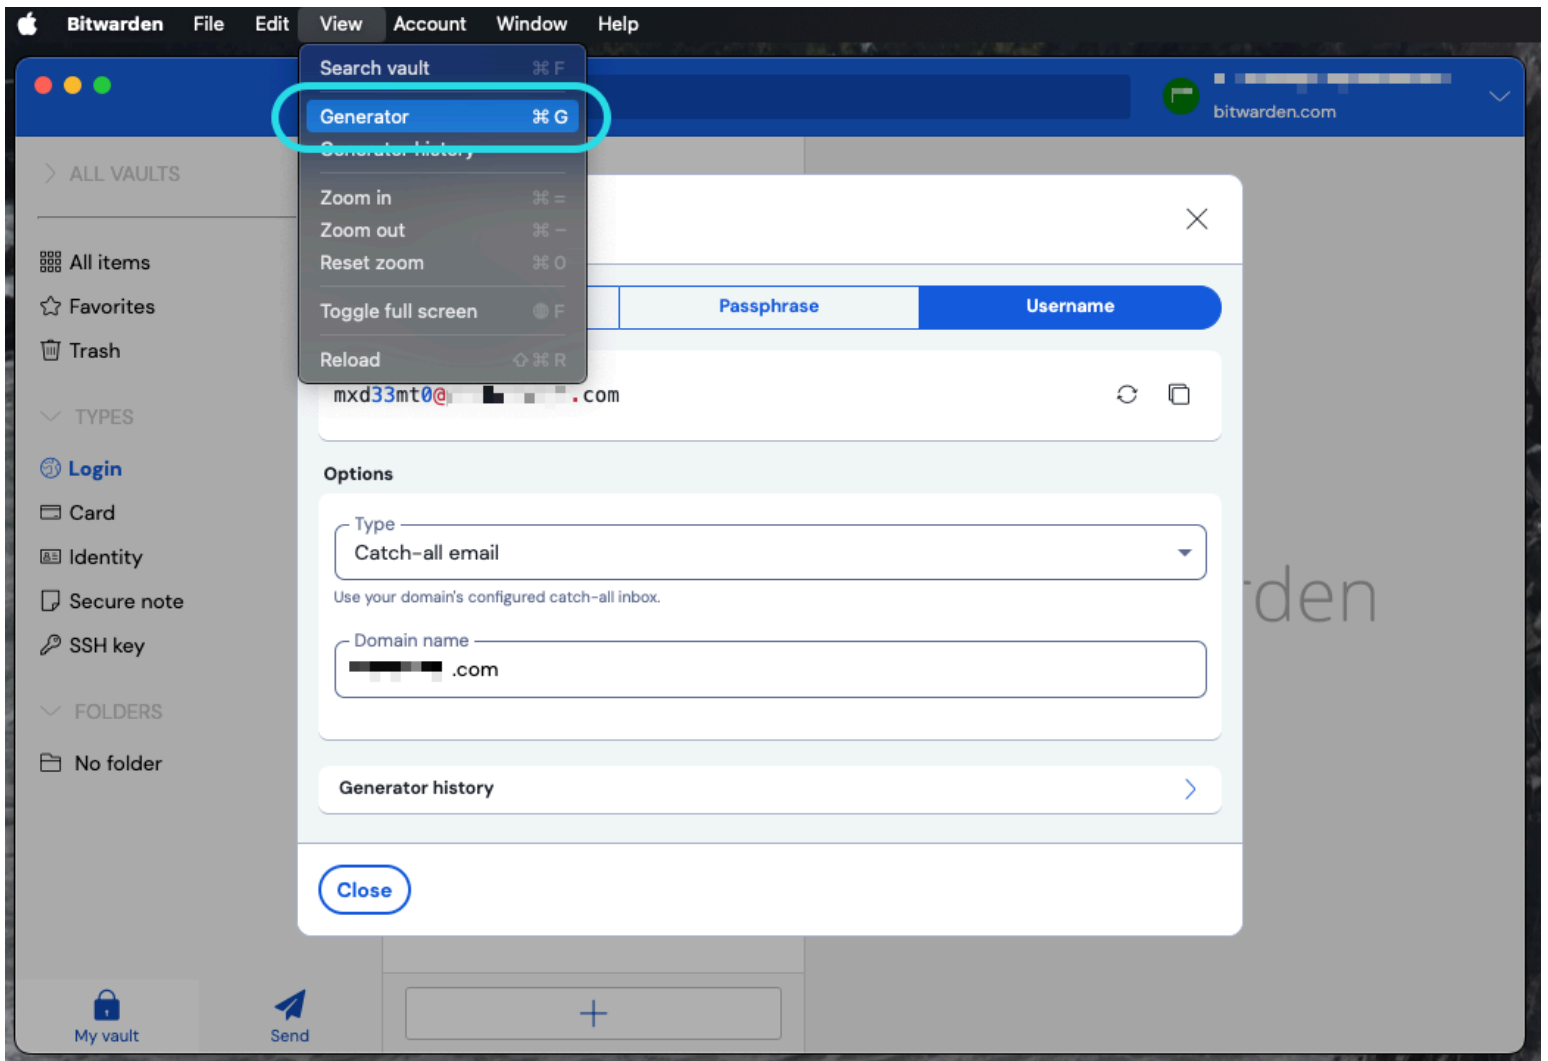 Bitwarden File Edit View Account Window Help
Search vault ⌘ F
Generator ⌘ G
Generator history
Zoom in ⌘ =
Zoom out ⌘ −
Reset zoom ⌘ 0
Toggle full screen F
Reload ⇧ ⌘ R
bitwarden.com
ALL VAULTS
All items
Favorites
Trash
TYPES
Login
Card
Identity
Secure note
SSH key
FOLDERS
No folder
My vault
Send
Passphrase
Username
mxd33mt0@ .com
Options
Type
Catch-all email
Use your domain's configured catch-all inbox.
Domain name
.com
Generator history
Close
rden